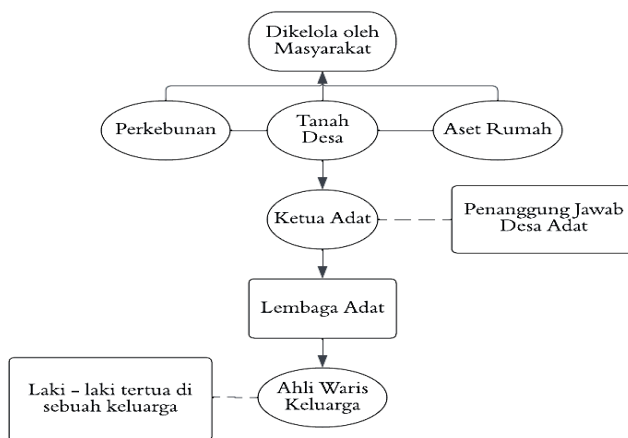 Dikelola oleh
Masyarakat
Perkebunan
Tanah
Desa
Aset Rumah
Ketua Adat
Penanggung Jawab
Desa Adat
Lembaga Adat
Laki – laki tertua di
sebuah keluarga
Ahli Waris
Keluarga